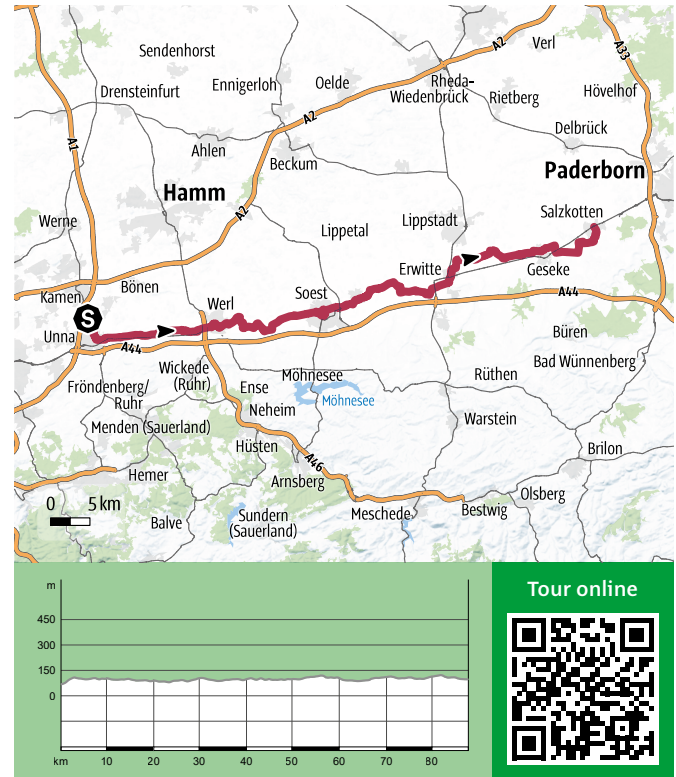 Sendenhorst
Verl
A2
A33
Drensteinfurt
Ennigerloh
Oelde
Rheda-
Wiedenbrück
Rietberg
Hövelhof
A2
Delbrück
A1
Ahlen
Beckum
Paderborn
Hamm
A2
Werne
Lippetal
Lippstadt
Salzkotten
Erwitte
Geseke
Kamen
Bönen
Werl
Soest
A44
S
Unna
A44
Büren
Wickede
(Ruhr)
Möhnesee
Bad Wünnenberg
Fröndenberg/
Ruhr
Ense
Möhnesee
Rüthen
Neheim
Menden (Sauerland)
Warstein
Hüsten
Brilon
A46
Hemer
Arnsberg
0 5 km
Balve
Sundern
(Sauerland)
Meschede
Bestwig
Olsberg
m
450
300
150
0
km 10 20 30 40 50 60 70 80
Tour online